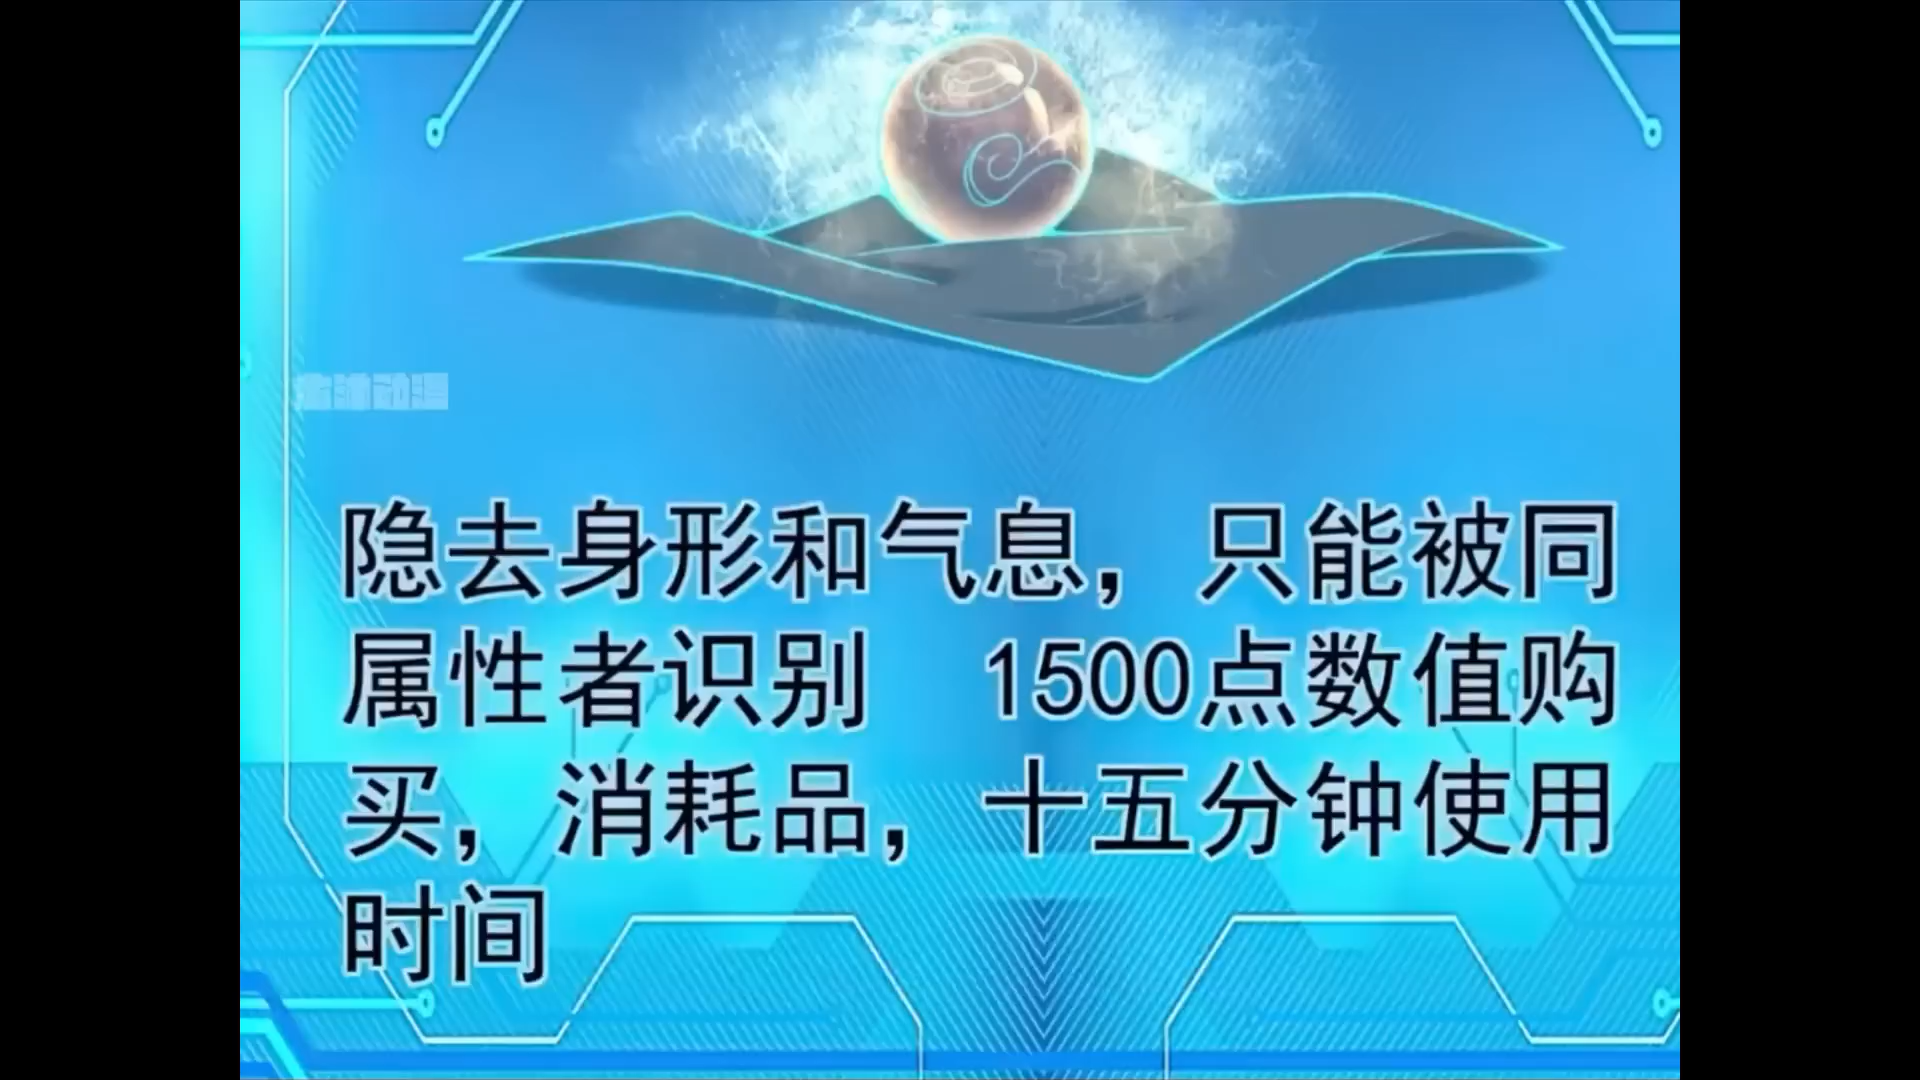 隐去身形和气息，只能被同
属性者识别　1500点数值购
买，消耗品，十五分钟使用
时间